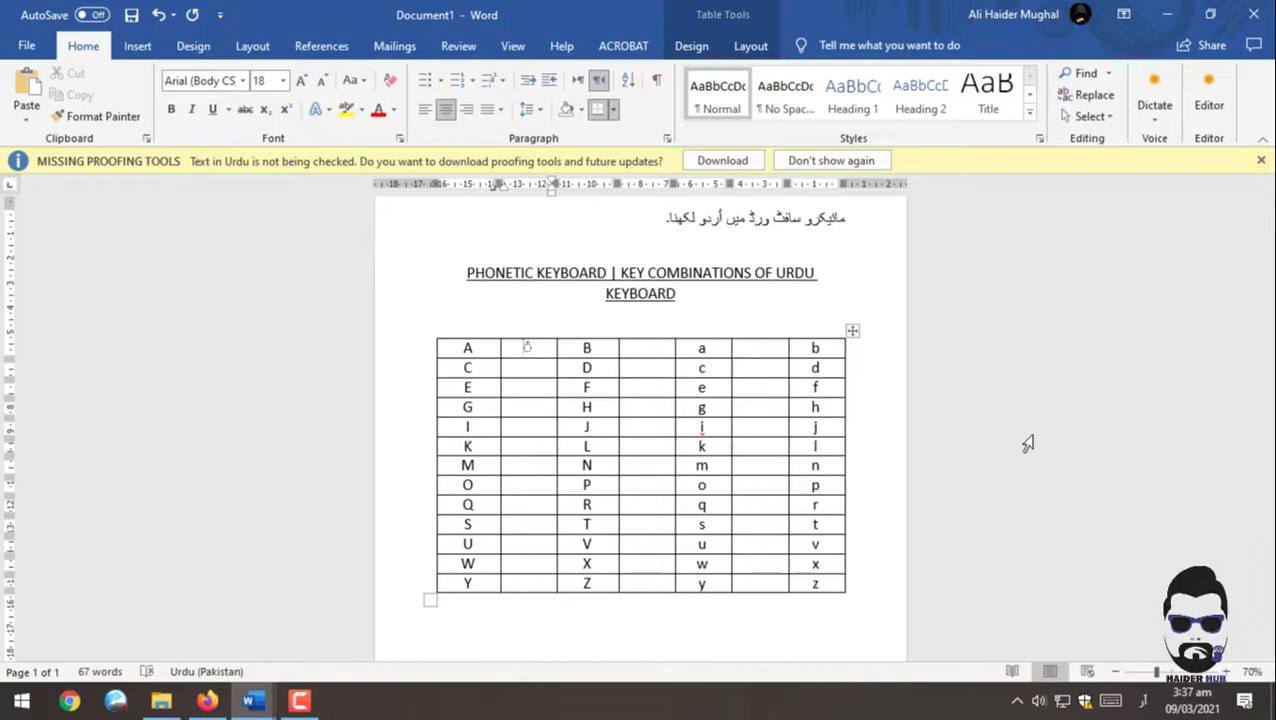 AutoSave Off
Document1 - Word
Table Tools
Ali Haider Mughal
File Home Insert Design Layout References Mailings Review View Help ACROBAT Design Layout Tell me what you want to do Share
Paste
Cut
Copy
Format Painter
Clipboard
Arial (Body CS 18
Font
Paragraph
AaBbCcDc AaBbCcDc AaBbCc AaBbCcD AaB
¶ Normal ¶ No Spac... Heading 1 Heading 2 Title
Styles
Find
Replace
Select
Editing
Dictate
Voice
Editor
Editor
MISSING PROOFING TOOLS Text in Urdu is not being checked. Do you want to download proofing tools and future updates? Download Don't show again
مائیکرو سافٹ ورڈ میں اُردو لکھنا۔
PHONETIC KEYBOARD | KEY COMBINATIONS OF URDU
KEYBOARD
A B a b
C D c d
E F e f
G H g h
I J i j
K L k l
M N m n
O P o p
Q R q r
S T s t
U V u v
W X w x
Y Z y z
HAIDER HUB
Page 1 of 1 67 words Urdu (Pakistan) 70%
3:37 am
09/03/2021